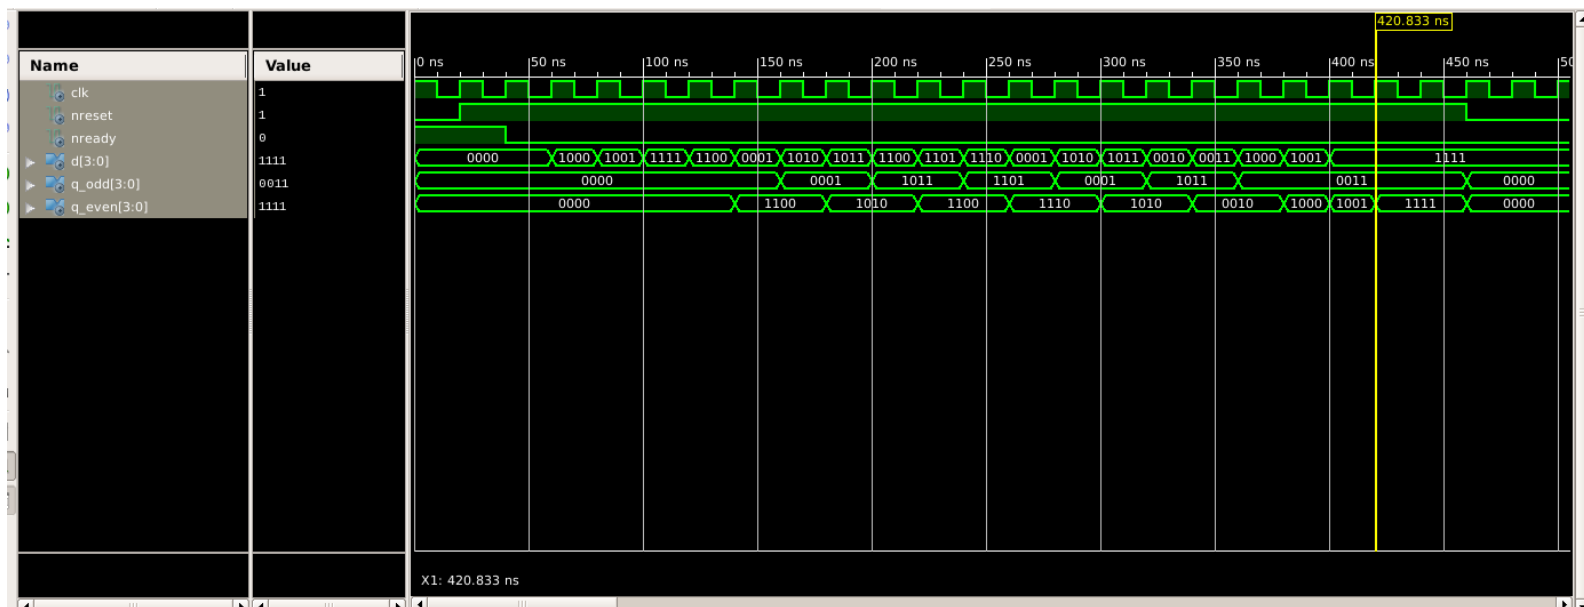 420.833 ns
Name Value 0 ns 50 ns 100 ns 150 ns 200 ns 250 ns 300 ns 350 ns 400 ns 450 ns 50
clk 1
nreset 1
nready 0
d[3:0] 1111 0000 1000 1001 1111 1100 0001 1010 1011 1100 1101 1110 0001 1010 1011 0010 0011 1000 1001 1111
q_odd[3:0] 0011 0000 0001 1011 1101 0001 1011 0011 0000
q_even[3:0] 1111 0000 1100 1010 1100 1110 1010 0010 1000 1001 1111 0000
X1: 420.833 ns